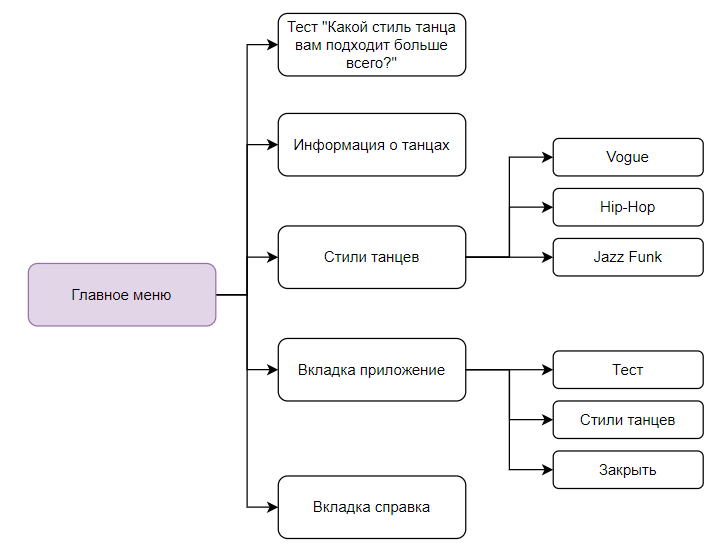 Тест "Какой стиль танца
вам подходит больше
всего?"
Информация о танцах
Vogue
Hip-Hop
Стили танцев
Jazz Funk
Главное меню
Вкладка приложение
Тест
Стили танцев
Закрыть
Вкладка справка